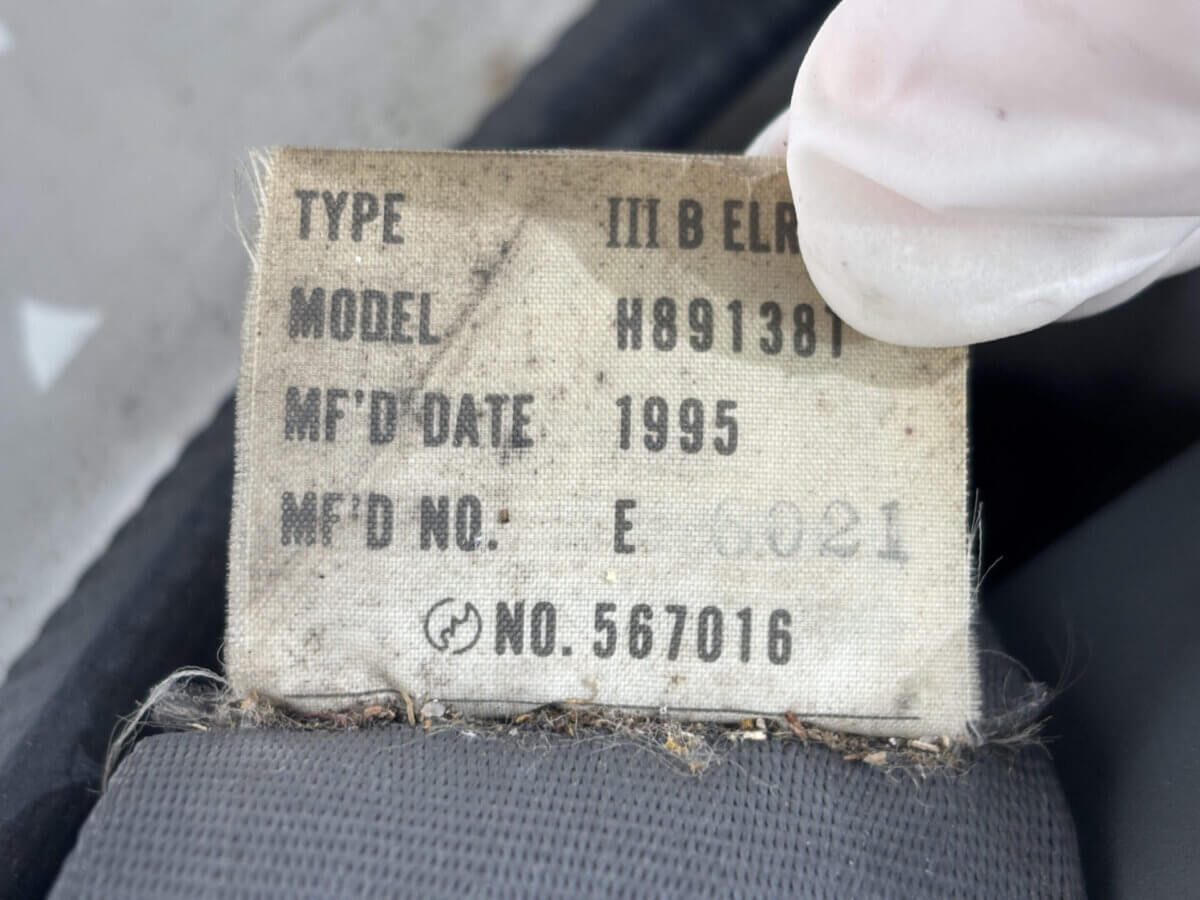 TYPE III B ELR
MODEL H891381
MF'D DATE 1995
MF'D NO. E 6021
NO. 567016